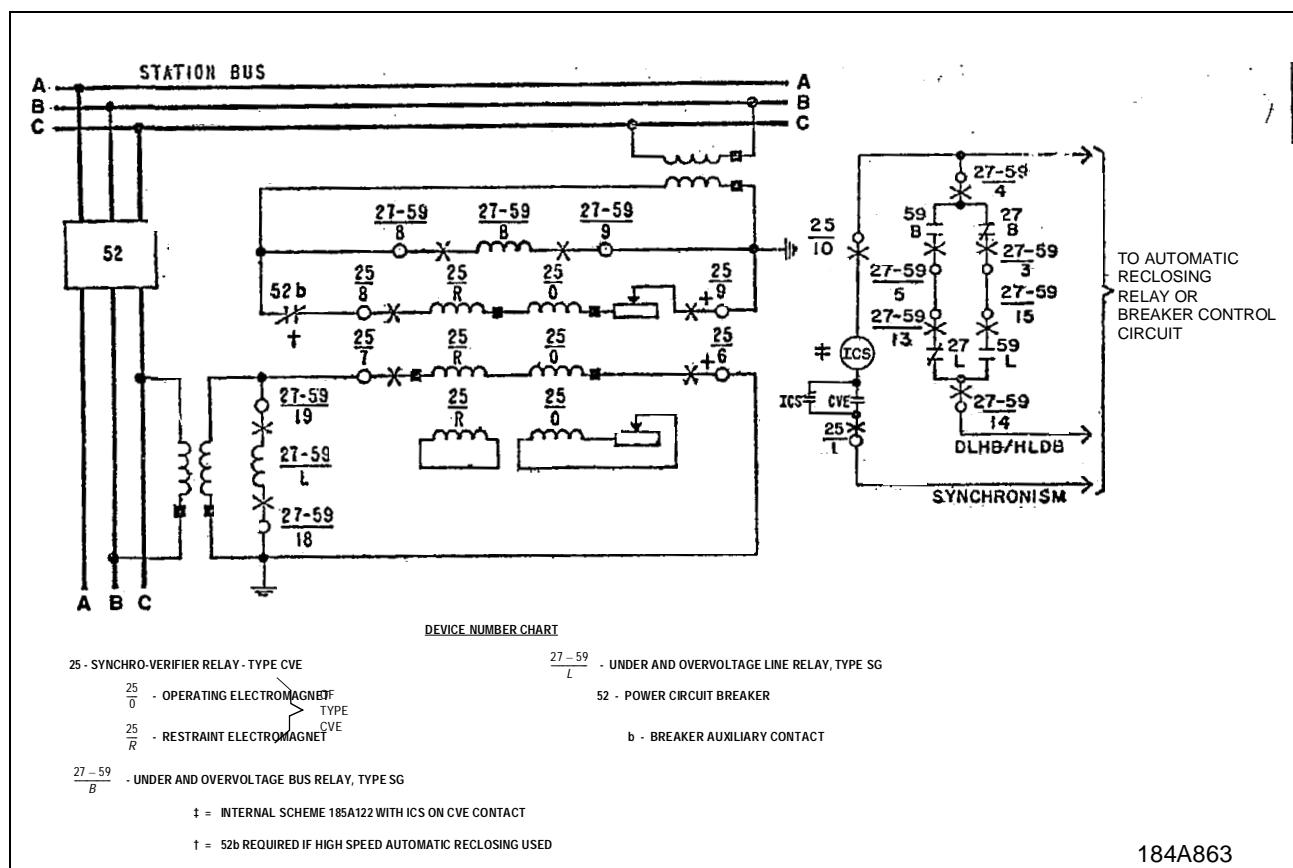 STATION BUS
A
A
B
B
C
C
27-59
8
27-59
B
27-59
9
52
52b
†
25
8
25
R
25
O
+
25
9
25
7
25
R
25
O
+
25
6
27-59
19
25
R
25
O
27-59
L
27-59
18
A B C
25
10
27-59
4
59
B
27
B
27-59
5
27-59
3
27-59
13
27-59
15
‡
ICS
27
L
59
L
ICS
CVE
25
1
27-59
14
DLHB/HLDB
SYNCHRONISM
TO AUTOMATIC
RECLOSING
RELAY OR
BREAKER CONTROL
CIRCUIT
DEVICE NUMBER CHART
25 - SYNCHRO-VERIFIER RELAY - TYPE CVE
25
0
- OPERATING ELECTROMAGNET
25
R
- RESTRAINT ELECTROMAGNET
OF
TYPE
CVE
27 – 59
B
- UNDER AND OVERVOLTAGE BUS RELAY, TYPE SG
27 – 59
L
- UNDER AND OVERVOLTAGE LINE RELAY, TYPE SG
52 - POWER CIRCUIT BREAKER
b - BREAKER AUXILIARY CONTACT
‡ = INTERNAL SCHEME 185A122 WITH ICS ON CVE CONTACT
† = 52b REQUIRED IF HIGH SPEED AUTOMATIC RECLOSING USED
184A863